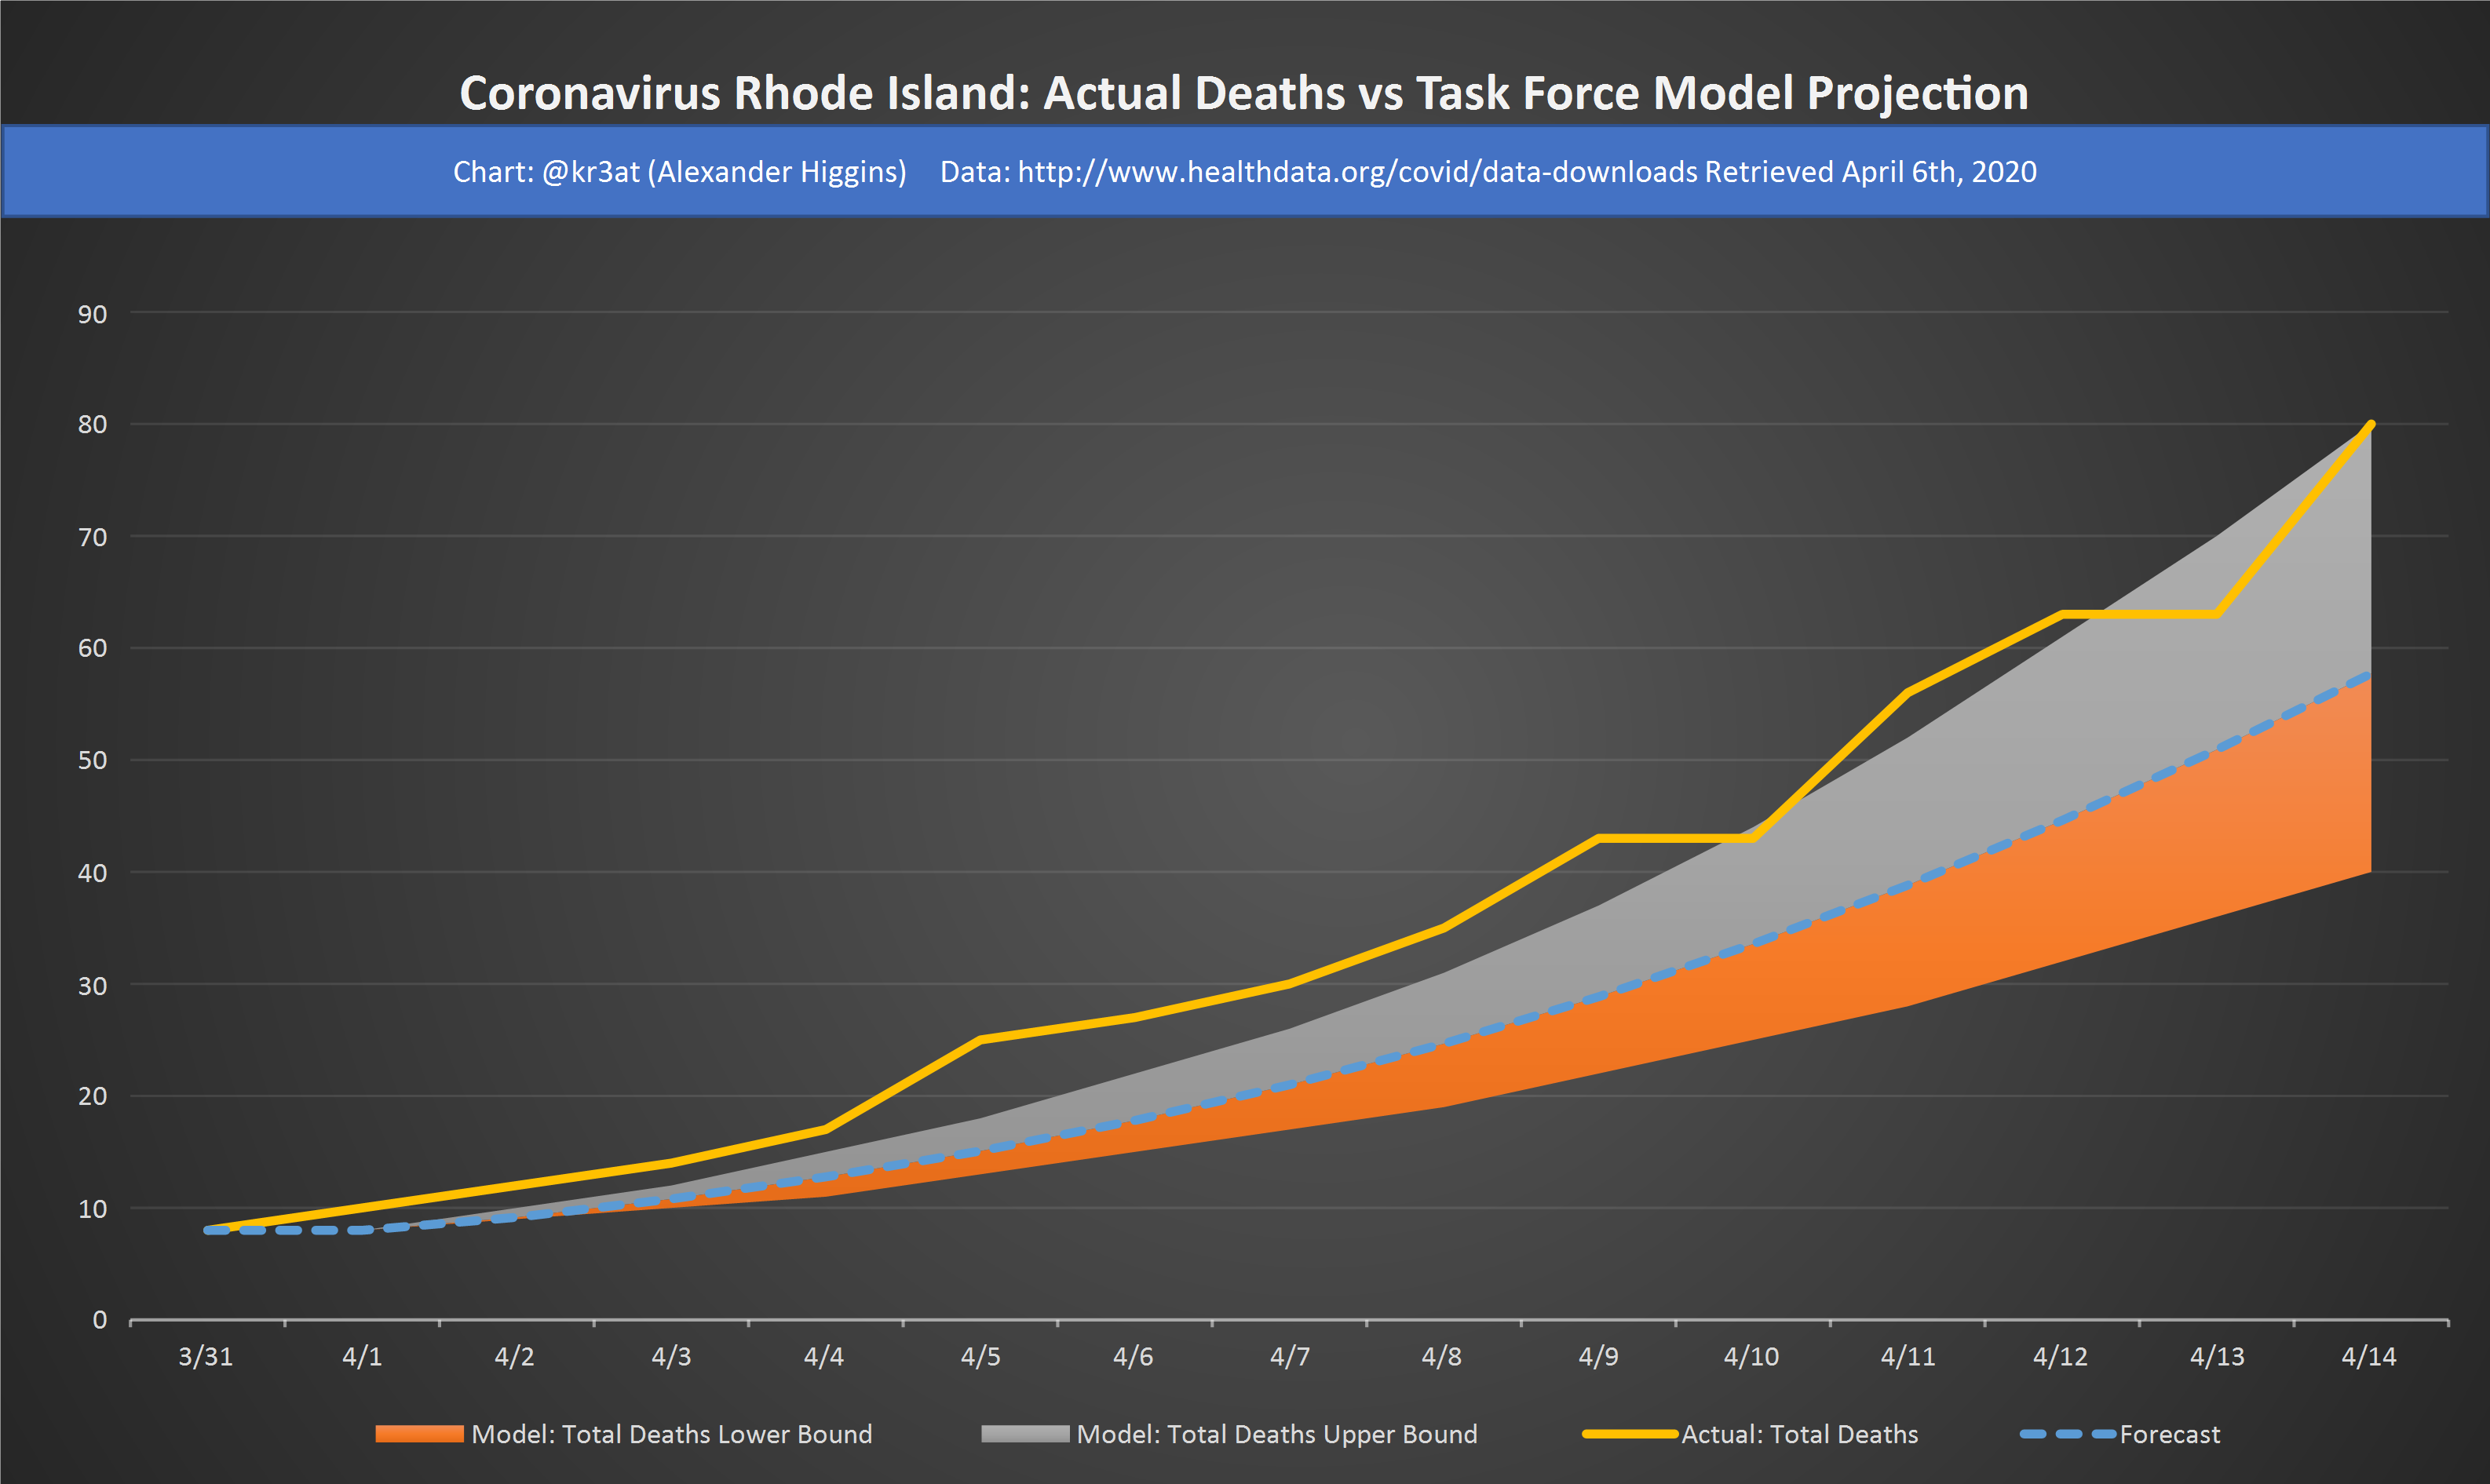 Coronavirus Rhode Island: Actual Deaths vs Task Force Model Projection
Chart: @kr3at (Alexander Higgins) Data: http://www.healthdata.org/covid/data-downloads Retrieved April 6th, 2020
90
80
70
60
50
40
30
20
10
0
3/31 4/1 4/2 4/3 4/4 4/5 4/6 4/7 4/8 4/9 4/10 4/11 4/12 4/13 4/14
Model: Total Deaths Lower Bound Model: Total Deaths Upper Bound Actual: Total Deaths Forecast